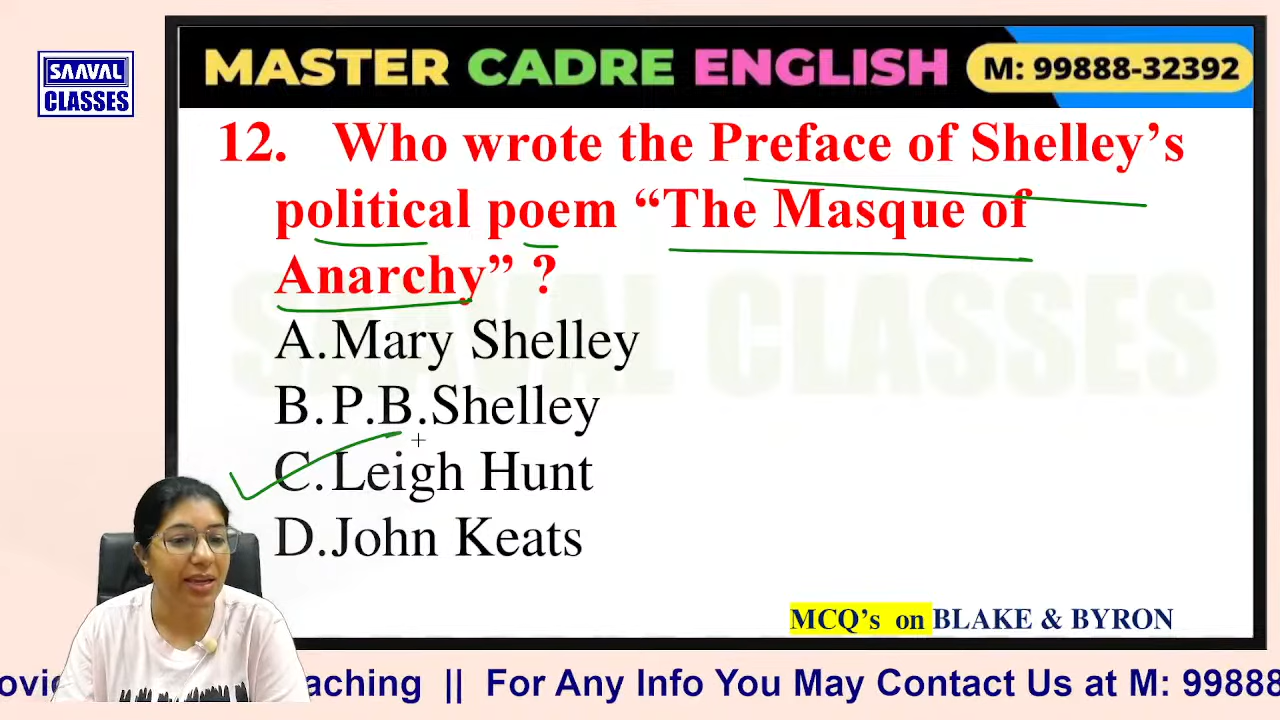 SAAVAL
CLASSES
MASTER CADRE ENGLISH
M: 99888-32392
12. Who wrote the Preface of Shelley’s
political poem “The Masque of
Anarchy” ?
A.Mary Shelley
B.P.B.Shelley
C.Leigh Hunt
D.John Keats
SAAVAL CLASSES
MCQ’s on BLAKE & BYRON
|| For Any Info You May Contact Us at M: